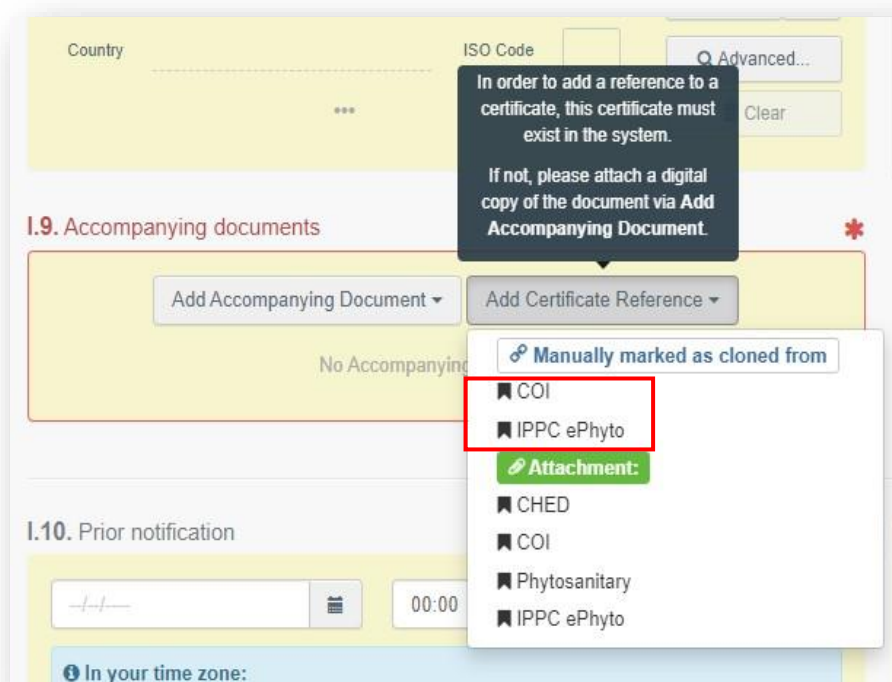 Country
ISO Code
Advanced...
In order to add a reference to a
certificate, this certificate must
exist in the system.
If not, please attach a digital
copy of the document via Add
Accompanying Document.
Clear
I.9. Accompanying documents
Add Accompanying Document
Add Certificate Reference
No Accompanying
Manually marked as cloned from
COI
IPPC ePhyto
Attachment:
CHED
COI
Phytosanitary
IPPC ePhyto
I.10. Prior notification
--/--/----
00:00
In your time zone: